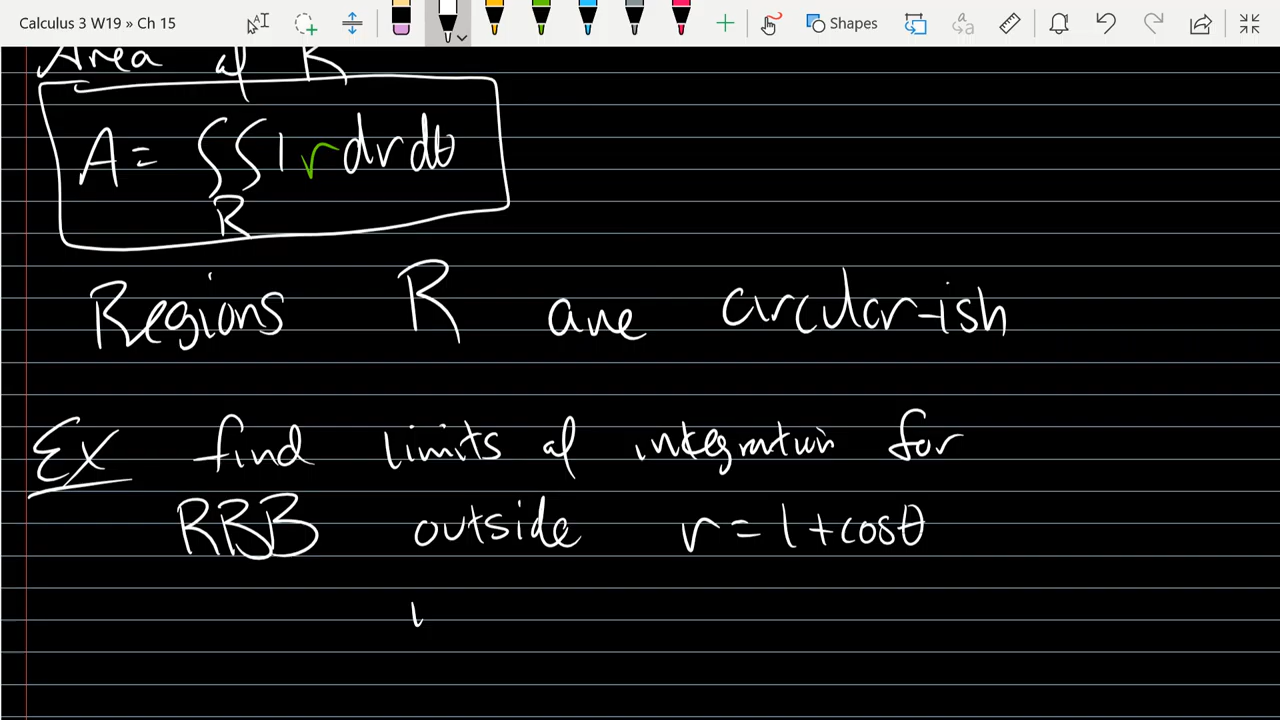 Calculus 3 W19 » Ch 15
Shapes
Area of R
A = ∫∫ 1 r dr dθ
R
Regions R are circular-ish
Ex find limits of integration for
RBB outside r = 1 + cosθ